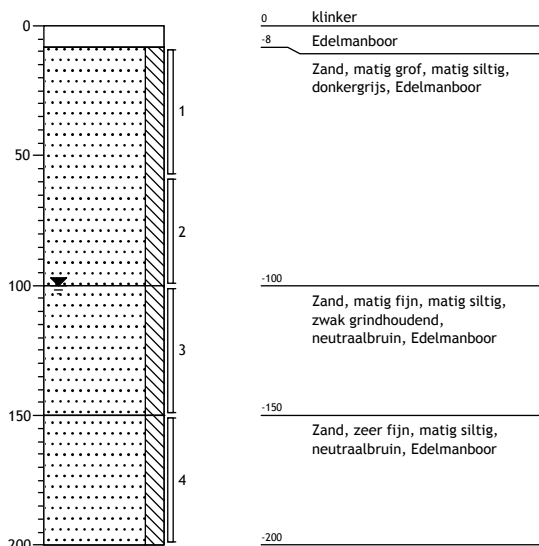 0
0
klinker
-8
Edelmanboor
Zand, matig grof, matig siltig,
donkergrijs, Edelmanboor
1
50
2
100
-100
Zand, matig fijn, matig siltig,
zwak grindhoudend,
neutraalbruin, Edelmanboor
3
150
-150
Zand, zeer fijn, matig siltig,
neutraalbruin, Edelmanboor
4
200
-200